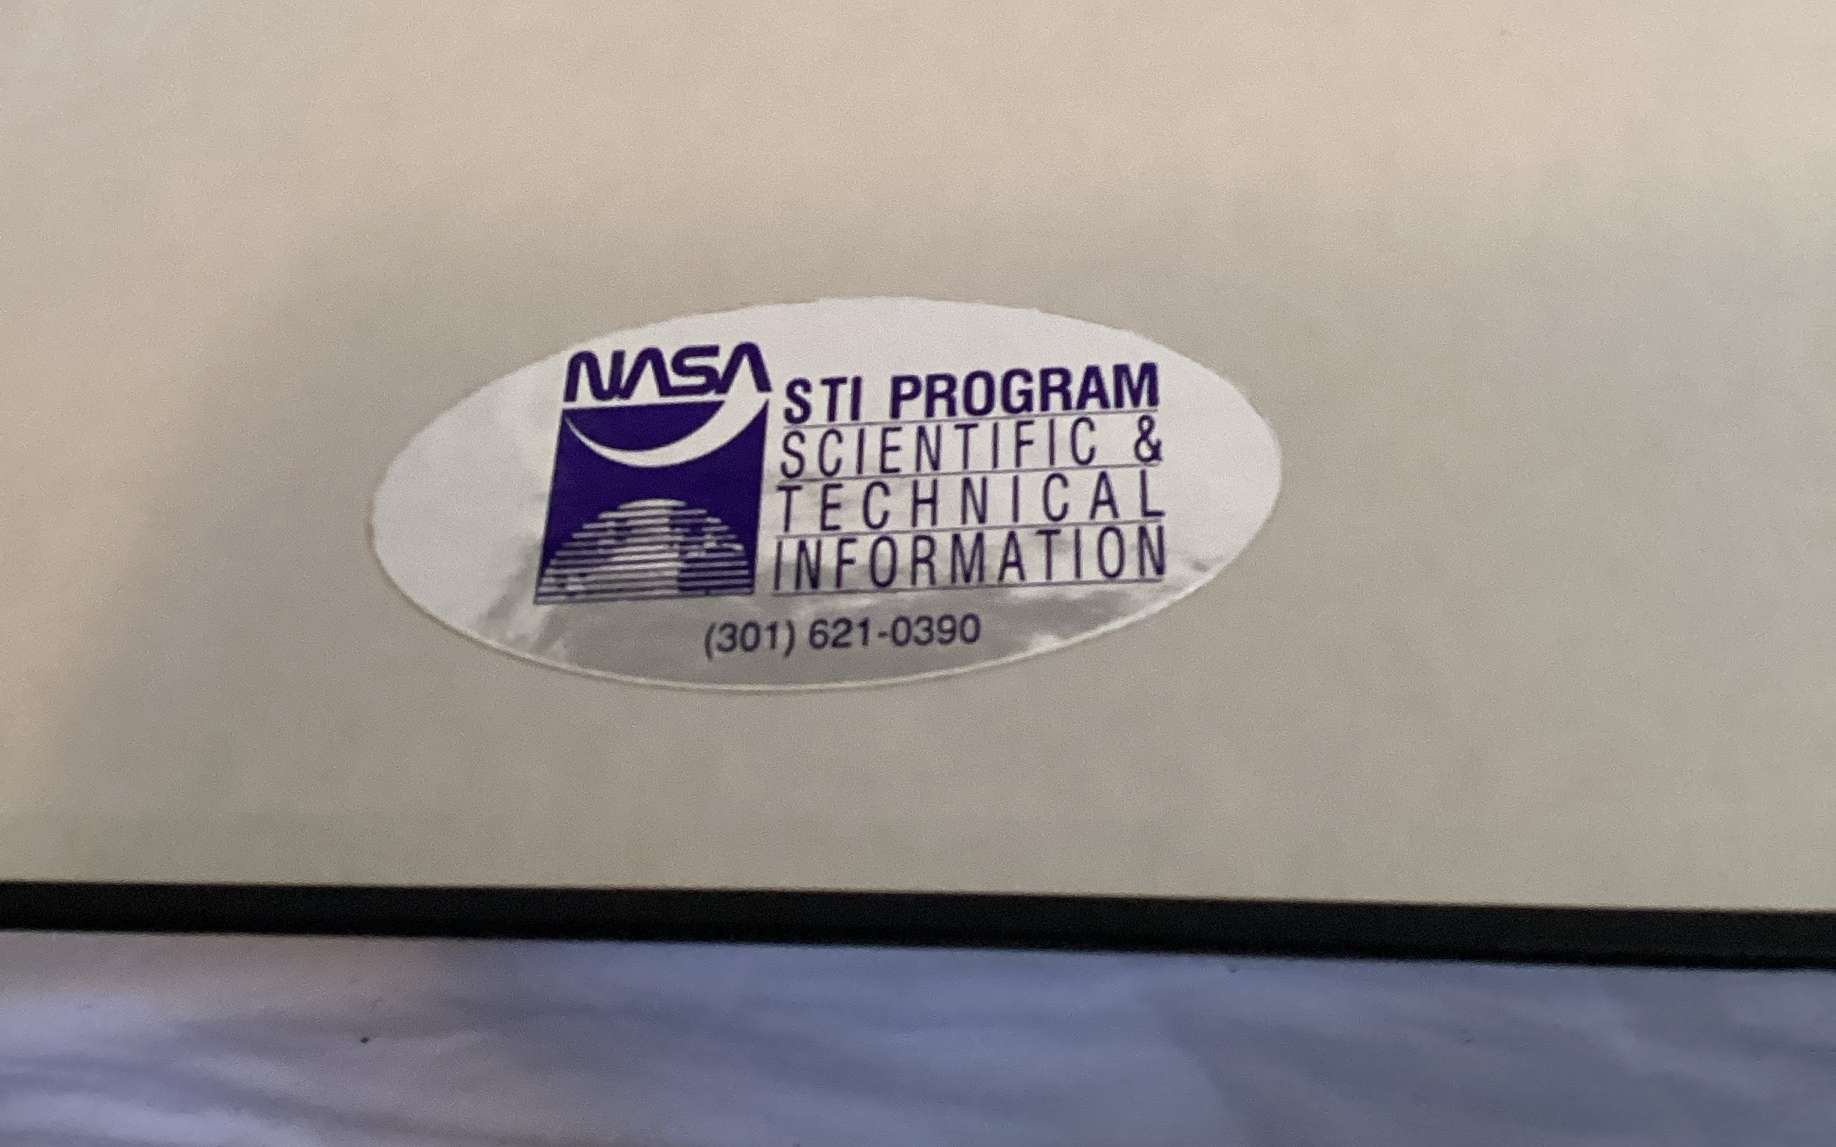 NASA
STI PROGRAM
SCIENTIFIC &
TECHNICAL
INFORMATION
(301) 621-0390